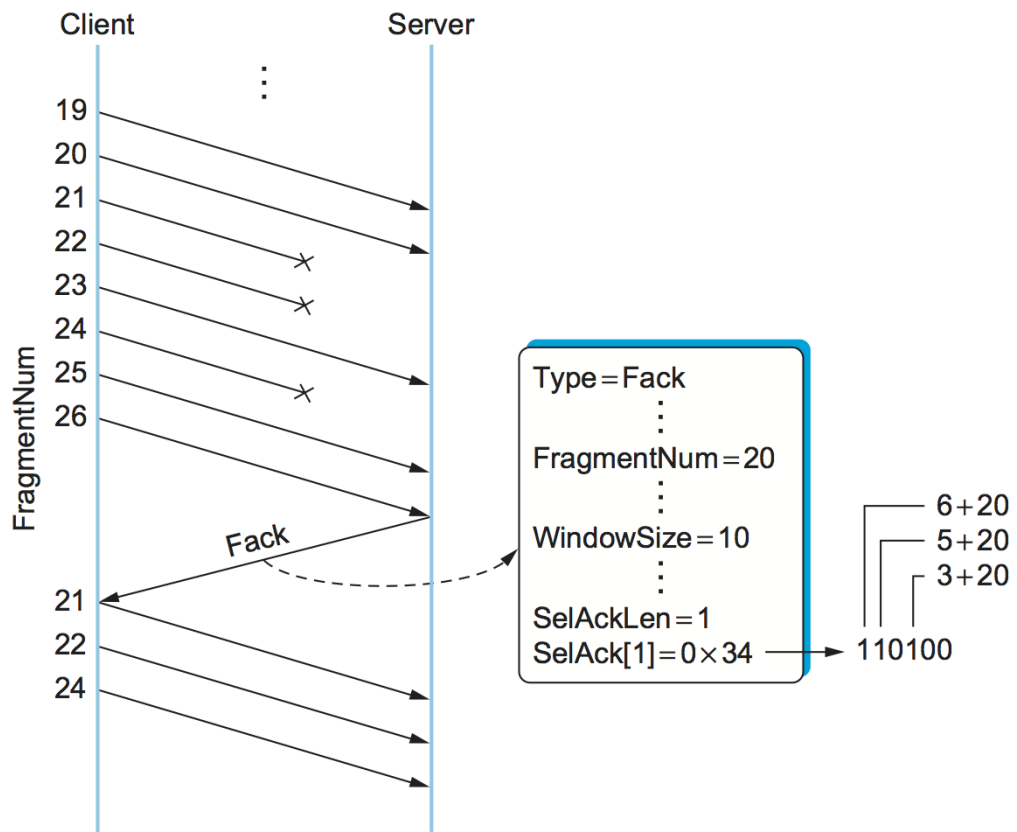 Client
Server
19
20
21
22
23
24
25
26
FragmentNum
Fack
21
22
24
Type=Fack
FragmentNum=20
WindowSize=10
SelAckLen=1
SelAck[1]=0×34
6+20
5+20
3+20
110100